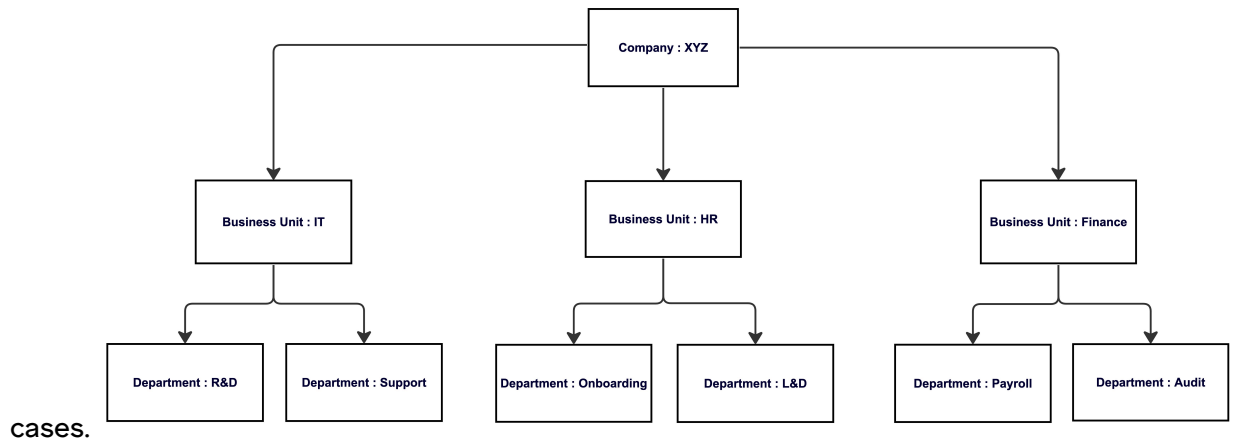 Company : XYZ
Business Unit : IT
Business Unit : HR
Business Unit : Finance
Department : R&D
Department : Support
Department : Onboarding
Department : L&D
Department : Payroll
Department : Audit
cases.